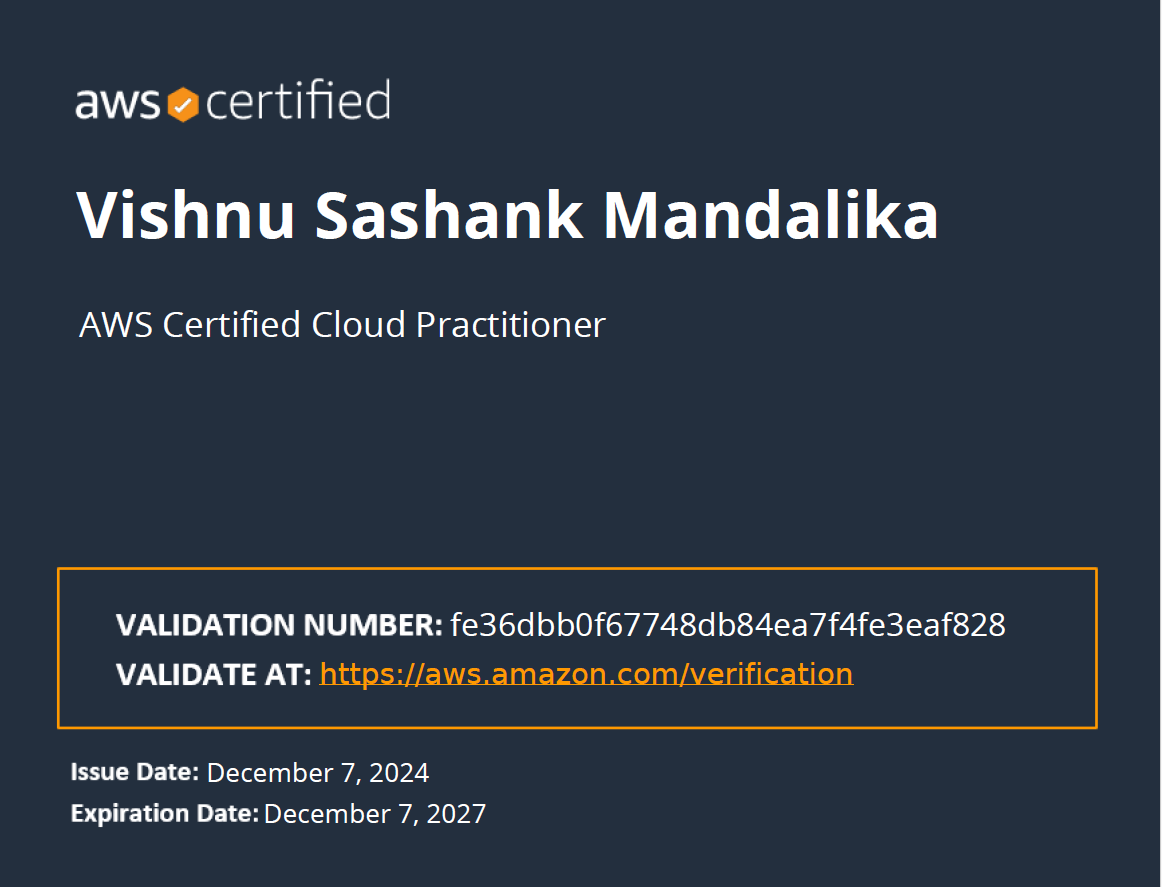 aws certified
Vishnu Sashank Mandalika
AWS Certified Cloud Practitioner
VALIDATION NUMBER: fe36dbb0f67748db84ea7f4fe3eaf828
VALIDATE AT: https://aws.amazon.com/verification
Issue Date: December 7, 2024
Expiration Date: December 7, 2027